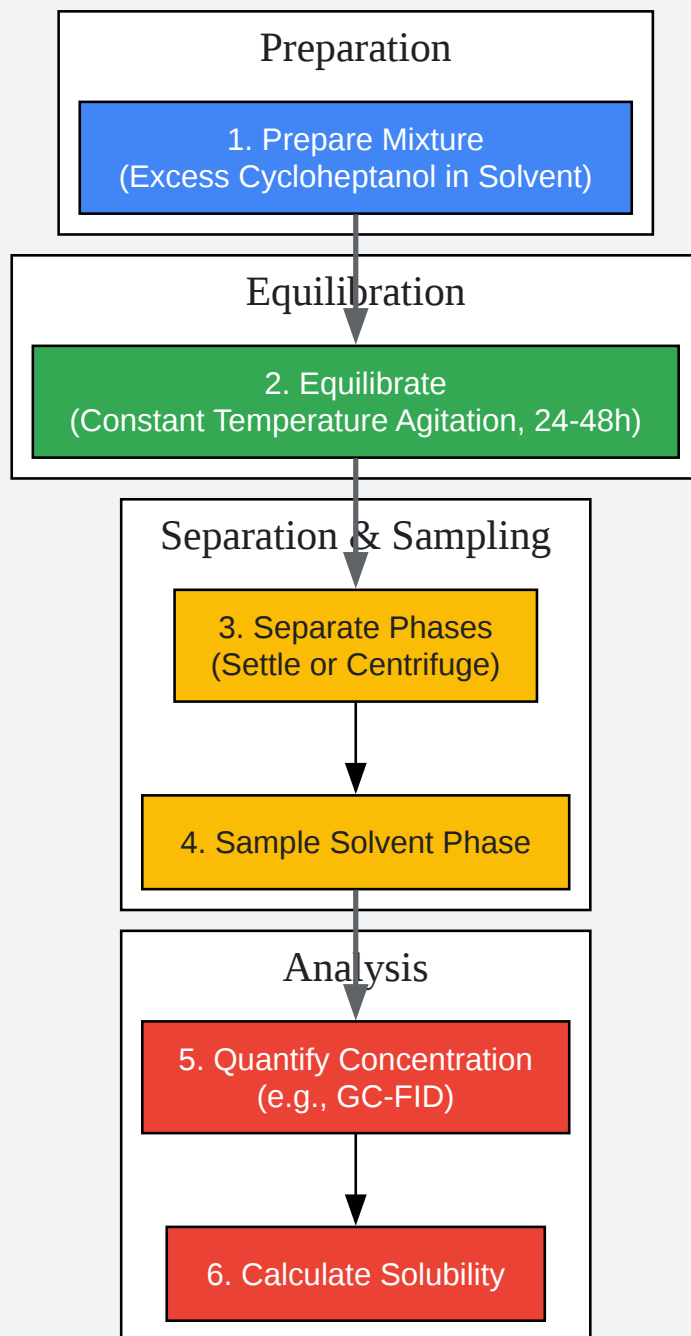 Preparation
1. Prepare Mixture
(Excess Cycloheptanol in Solvent)
Equilibration
2. Equilibrate
(Constant Temperature Agitation, 24-48h)
Separation & Sampling
3. Separate Phases
(Settle or Centrifuge)
4. Sample Solvent Phase
Analysis
5. Quantify Concentration
(e.g., GC-FID)
6. Calculate Solubility